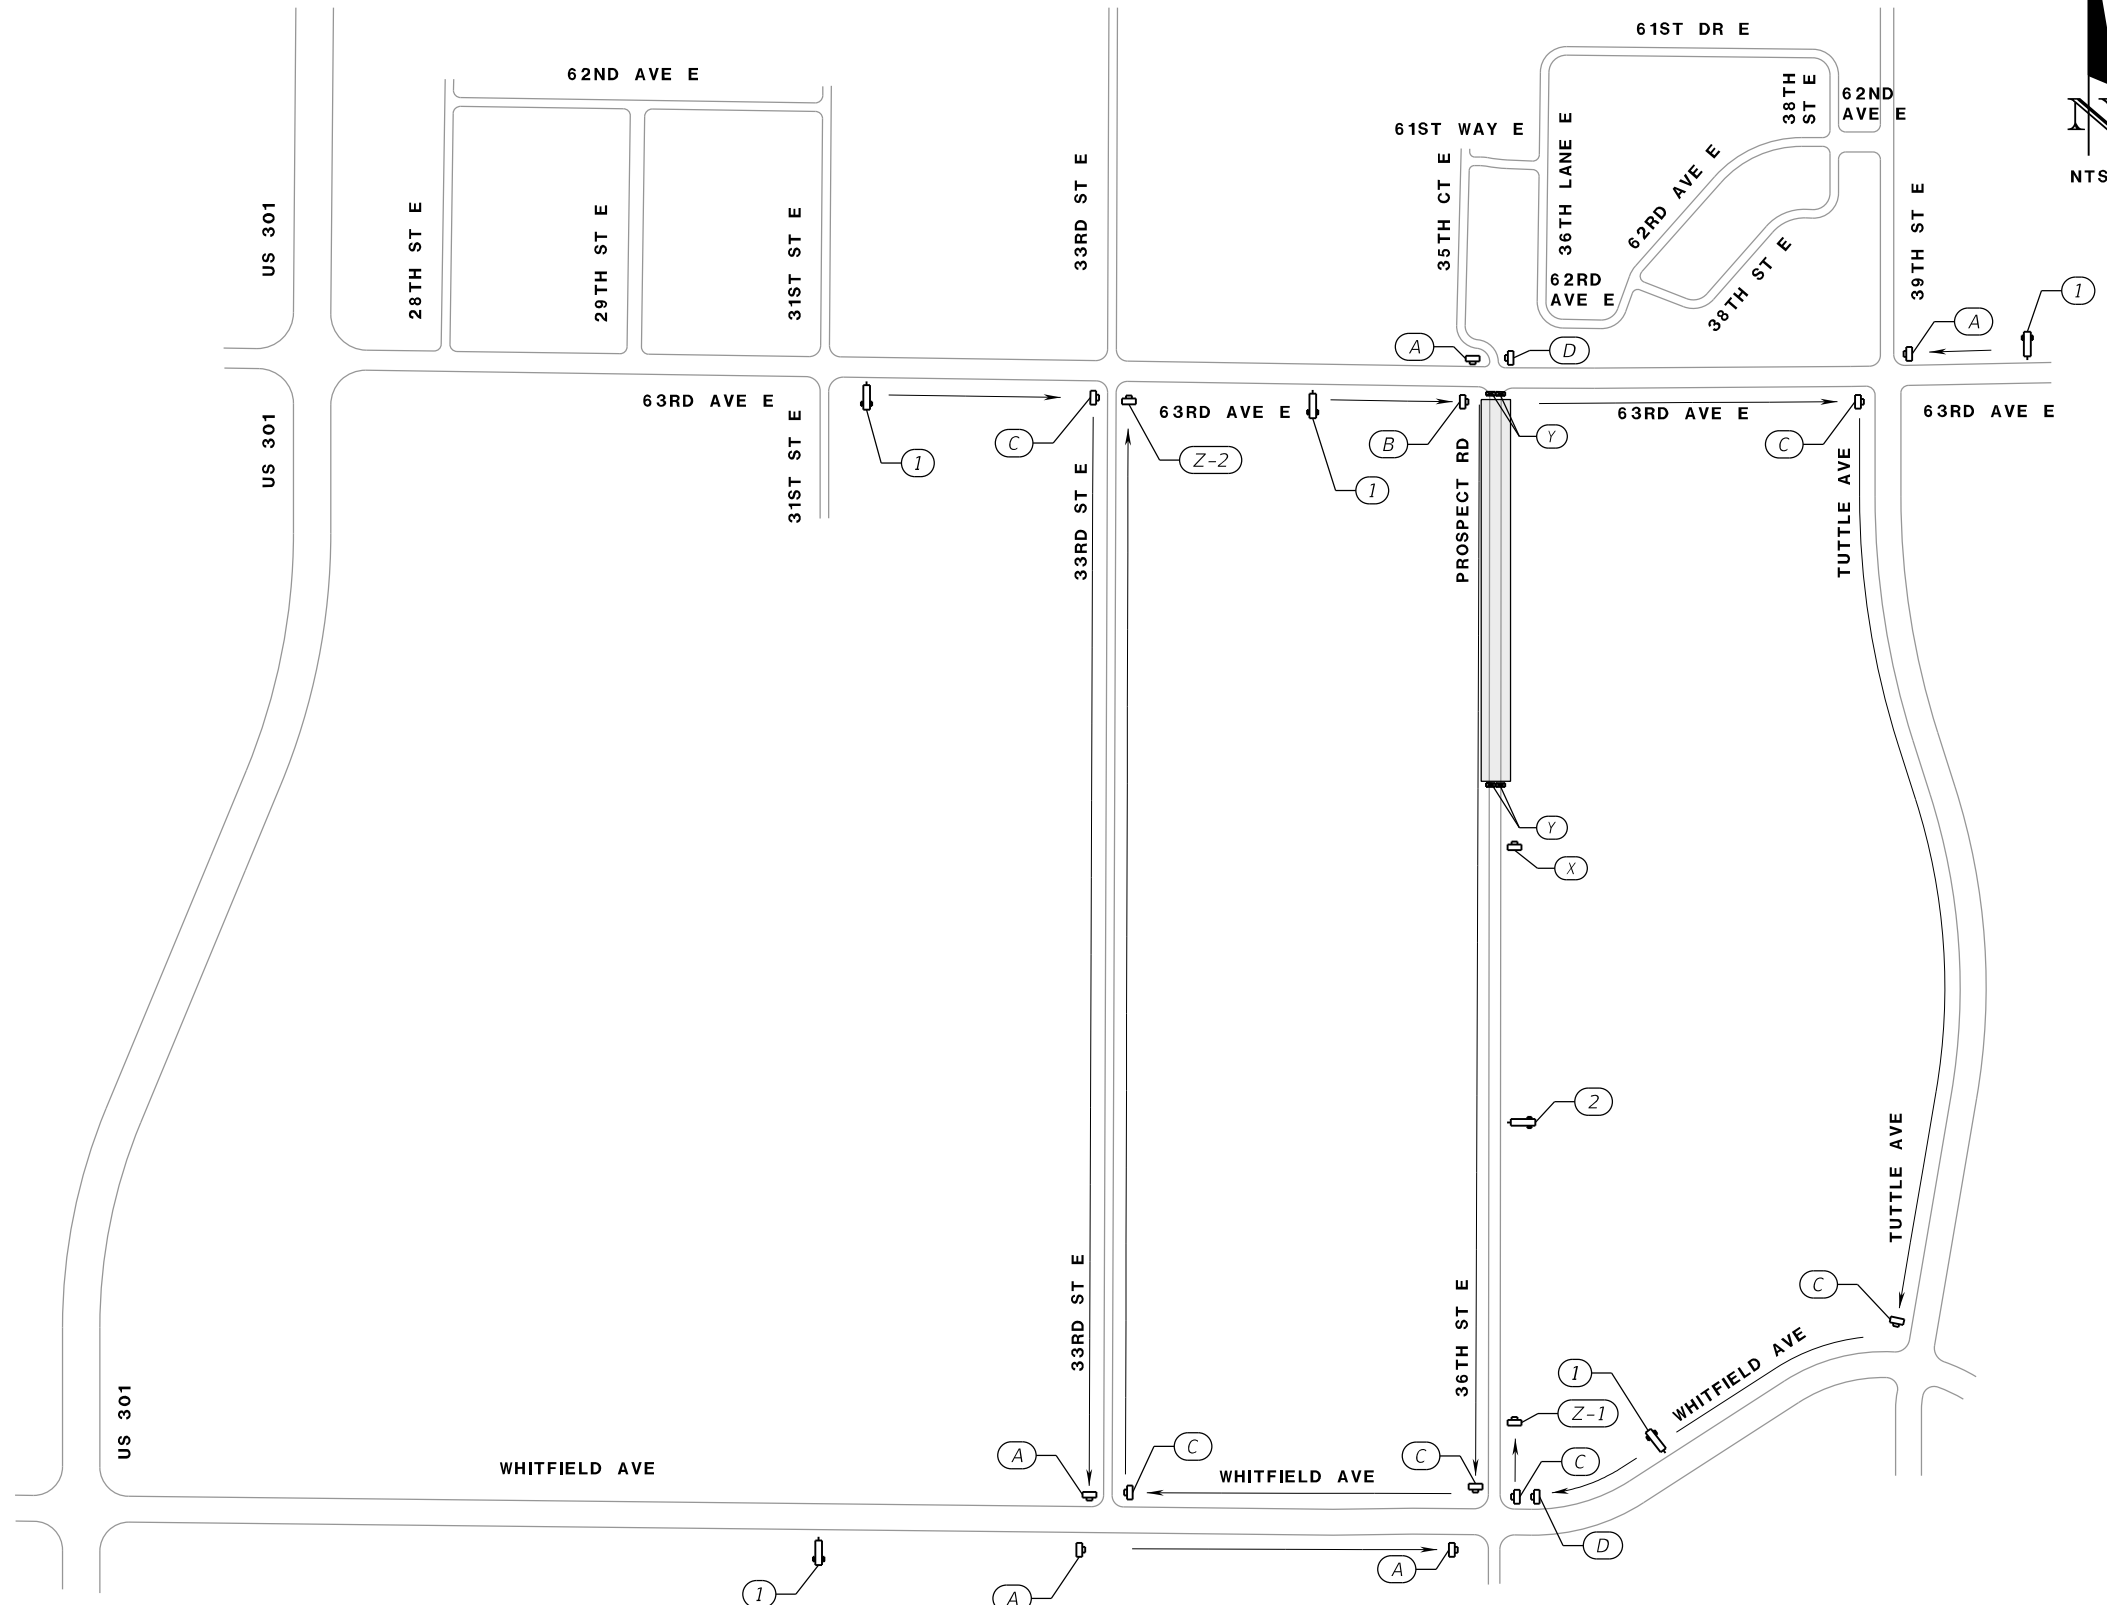 61ST DR E
62ND AVE E
38TH
ST E
62ND
AVE E
61ST WAY E
N
NTS
US 301
28TH ST E
29TH ST E
31ST ST E
33RD ST E
35TH CT E
36TH LANE E
62RD AVE E
62RD
AVE E
38TH ST E
39TH ST E
1
A
A
D
63RD AVE E
63RD AVE E
63RD AVE E
63RD AVE E
US 301
31ST ST E
1
C
Z-2
33RD ST E
1
B
Y
PROSPECT RD
C
TUTTLE AVE
Y
X
2
TUTTLE AVE
33RD ST E
36TH ST E
C
WHITFIELD AVE
1
Z-1
US 301
WHITFIELD AVE
A
C
WHITFIELD AVE
C
C
D
1
A
A